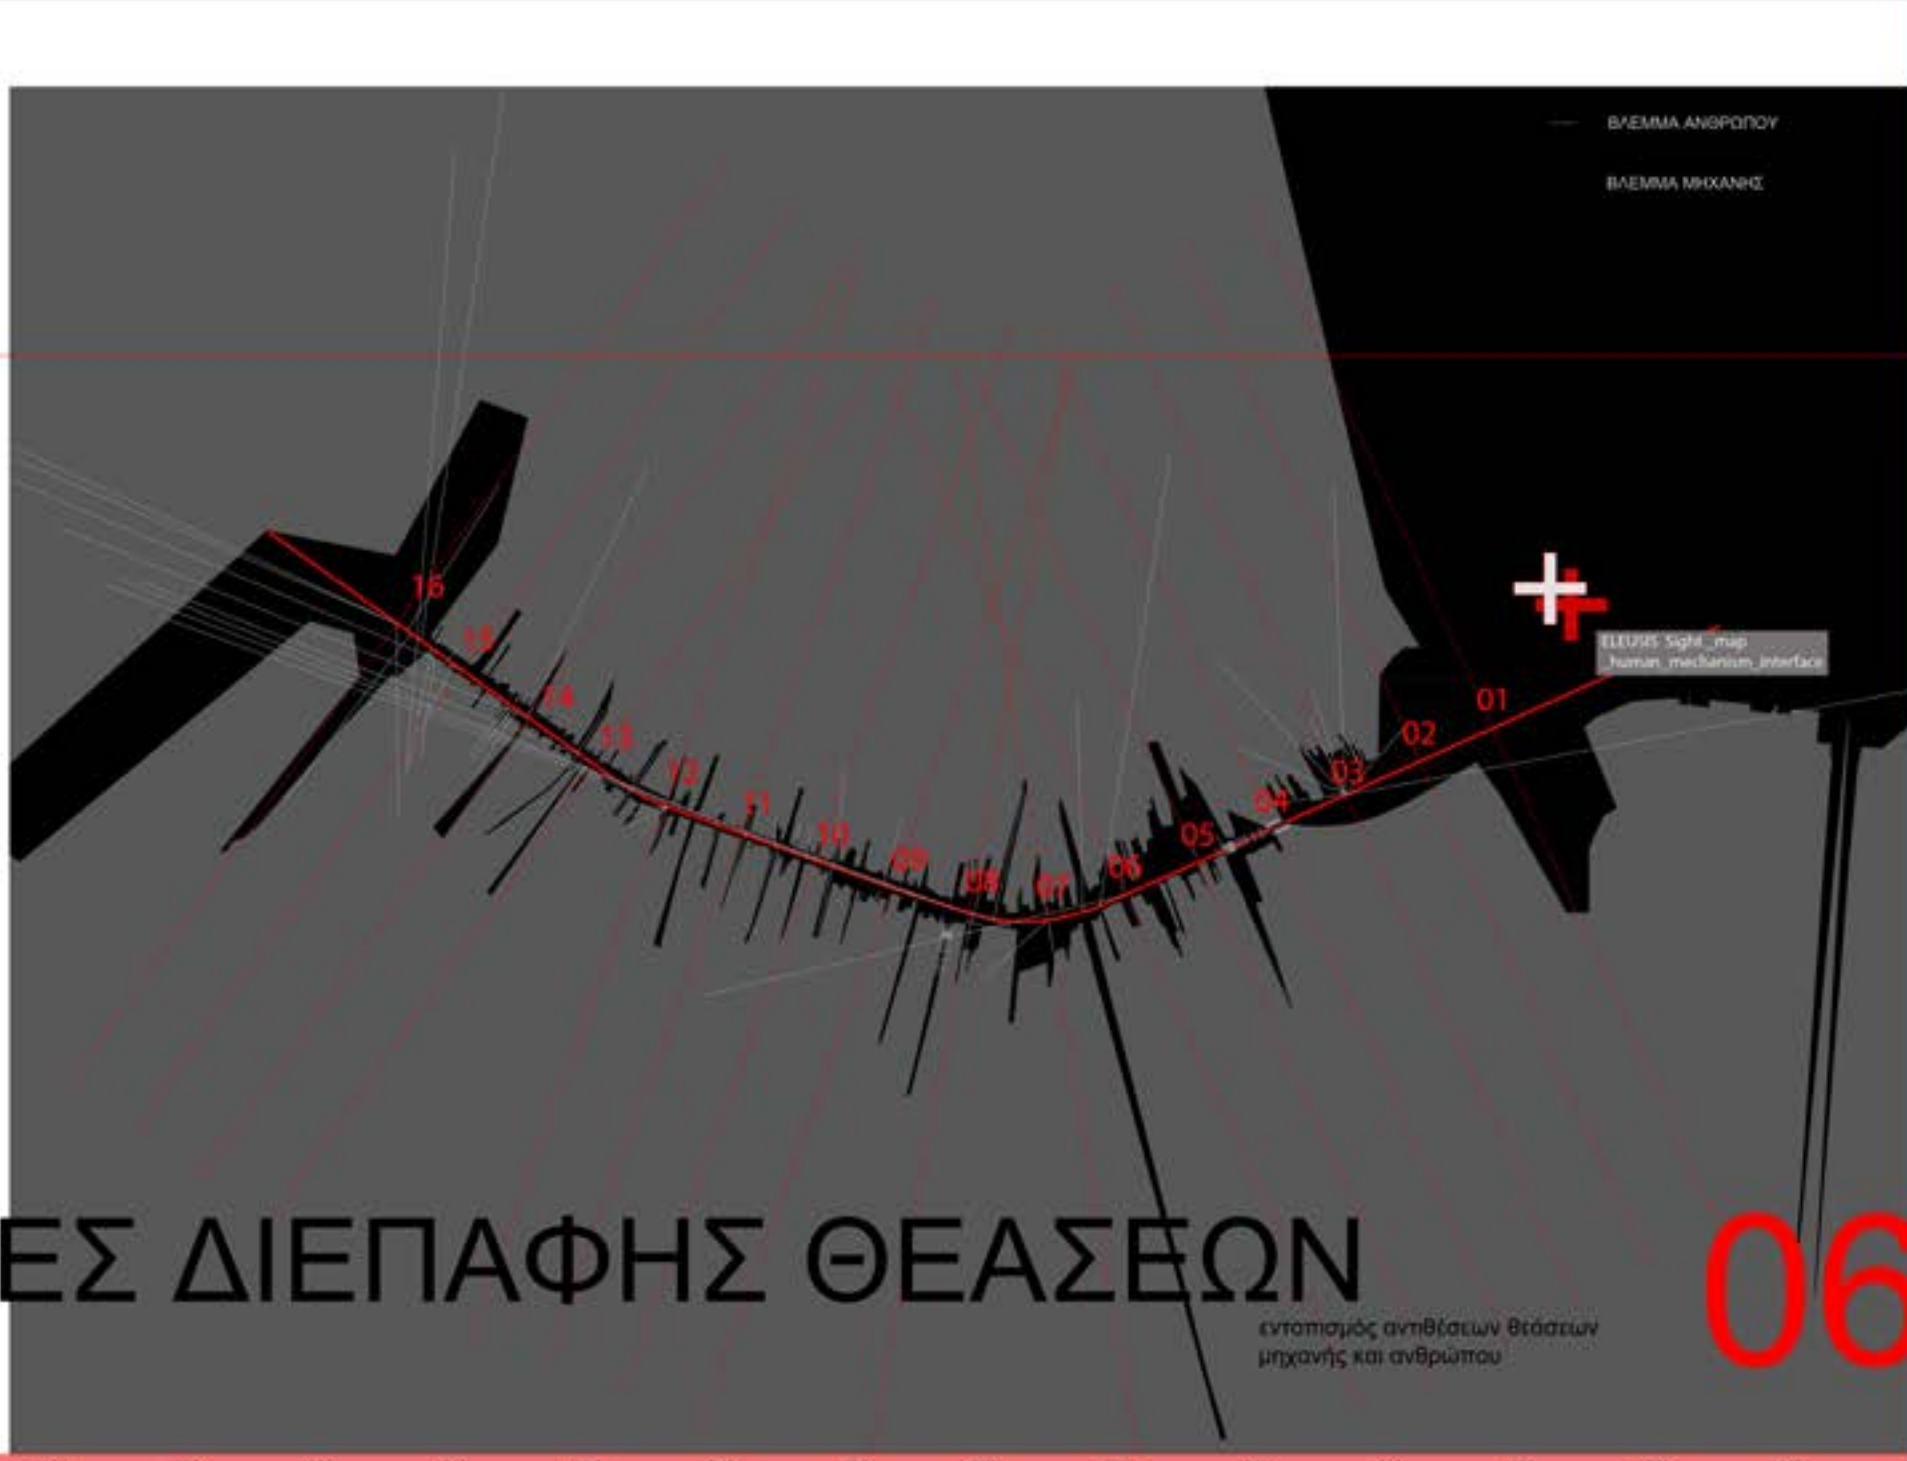 ΒΛΕΜΜΑ ΑΝΘΡΩΠΟΥ
ΒΛΕΜΜΑ ΜΗΧΑΝΗΣ
16
15
14
13
12
11
10
09
08
07
06
05
04
03
02
01
ELEUSIS Sight_map
_human_mechanism_interface
ΕΣ ΔΙΕΠΑΦΗΣ ΘΕΑΣΕΩΝ
εντοπισμός αντιθέσεων θεάσεων
μηχανής και ανθρώπου
06